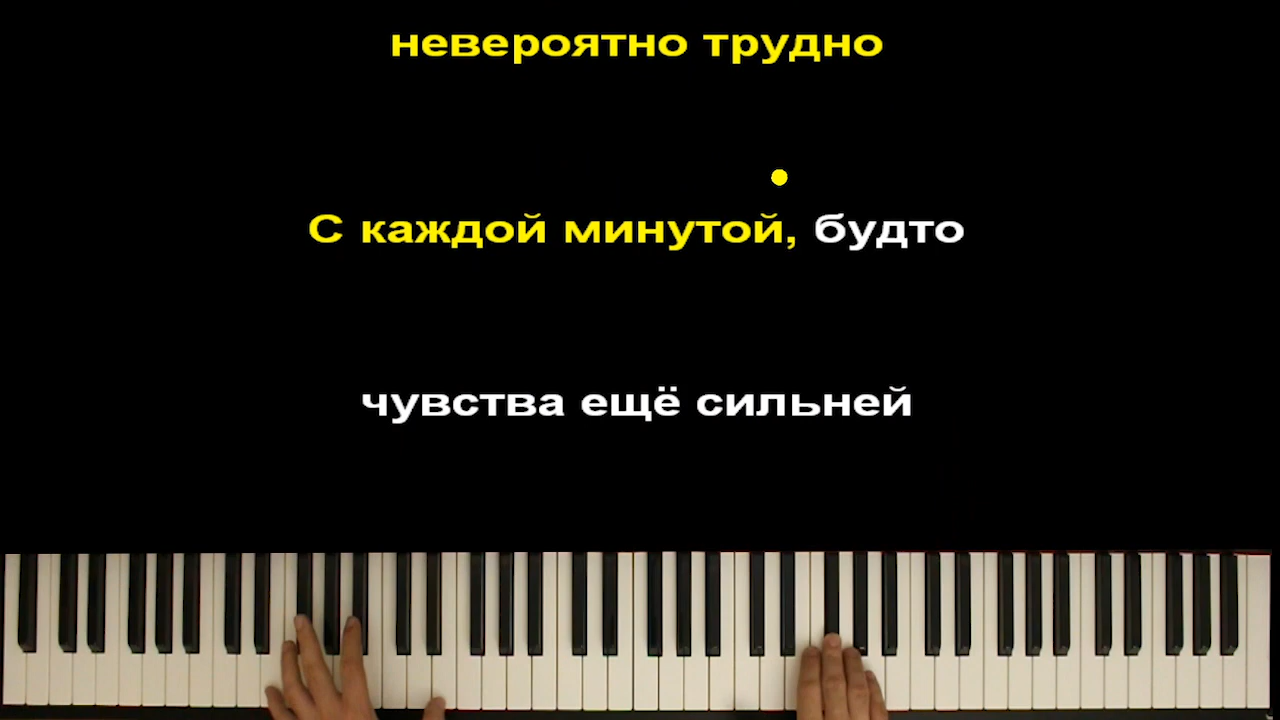 невероятно трудно
С каждой минутой, будто
чувства ещё сильней